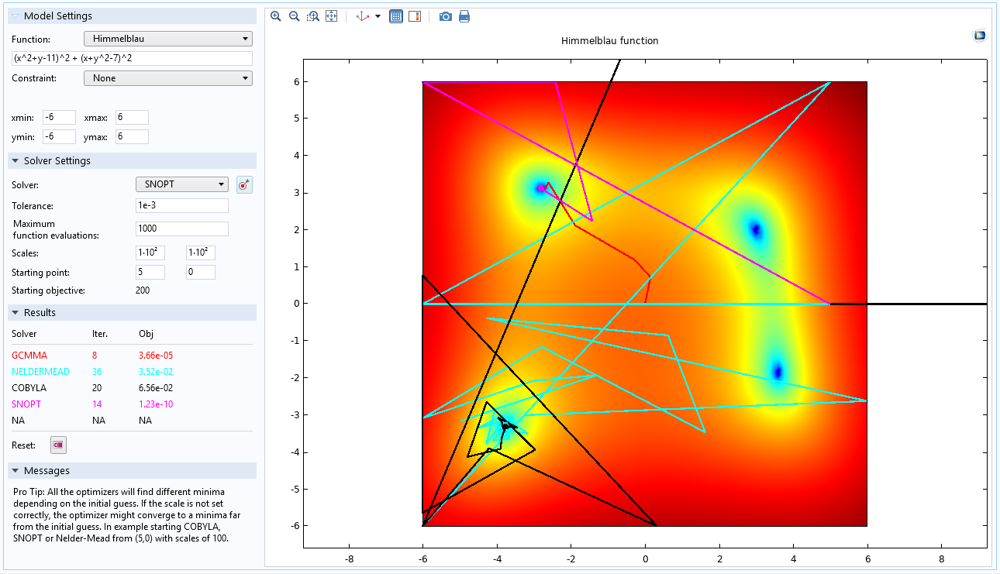 Model Settings
Function: Himmelblau
(x^2+y-11)^2 + (x+y^2-7)^2
Constraint: None
xmin: -6 xmax: 6
ymin: -6 ymax: 6
Solver Settings
Solver: SNOPT
Tolerance: 1e-3
Maximum
function evaluations: 1000
Scales: 1·10² 1·10²
Starting point: 5 0
Starting objective: 200
Results
Solver Iter. Obj
GCMMA 8 3.66e-05
NELDERMEAD 36 3.52e-02
COBYLA 20 6.56e-02
SNOPT 14 1.23e-10
NA NA NA
Reset:
Messages
Pro Tip: All the optimizers will find different minima
depending on the initial guess. If the scale is not set
correctly, the optimizer might converge to a minima far
from the initial guess. In example starting COBYLA,
SNOPT or Nelder-Mead from (5,0) with scales of 100.
Himmelblau function
6
5
4
3
2
1
0
-1
-2
-3
-4
-5
-6
-8 -6 -4 -2 0 2 4 6 8